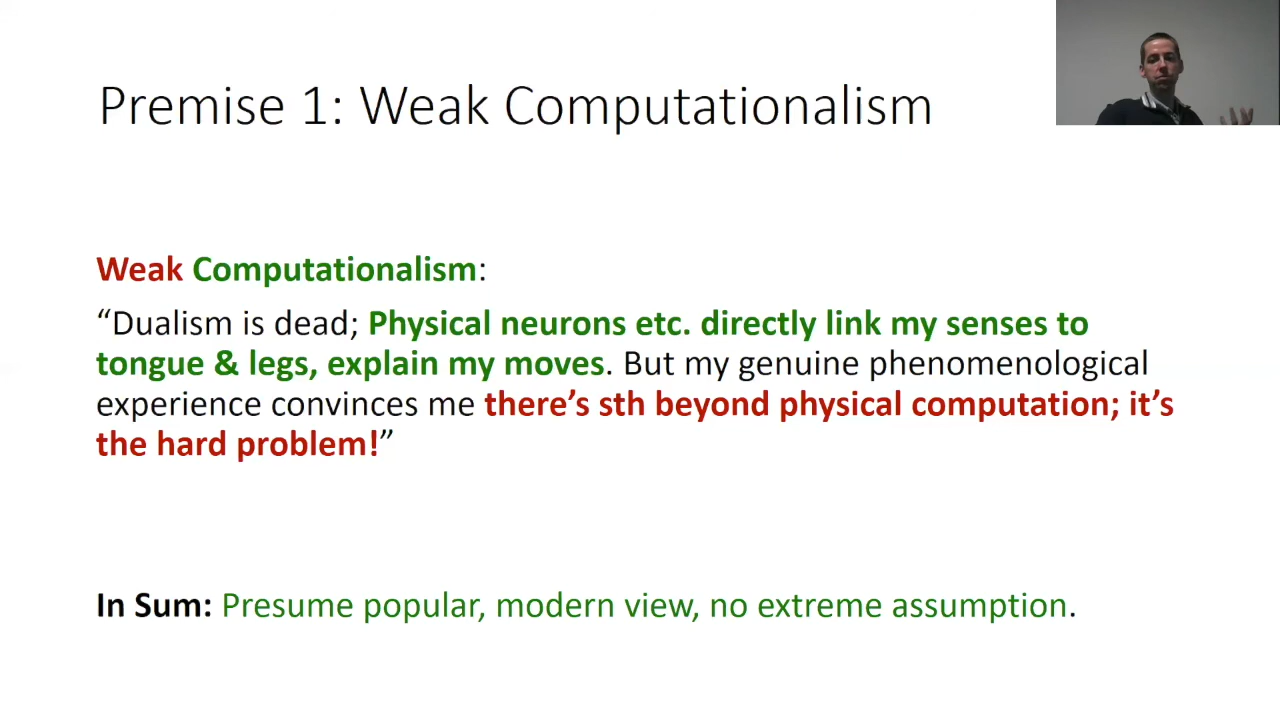 Premise 1: Weak Computationalism
Weak Computationalism:
“Dualism is dead; Physical neurons etc. directly link my senses to
tongue & legs, explain my moves. But my genuine phenomenological
experience convinces me there’s sth beyond physical computation; it’s
the hard problem!”
In Sum: Presume popular, modern view, no extreme assumption.